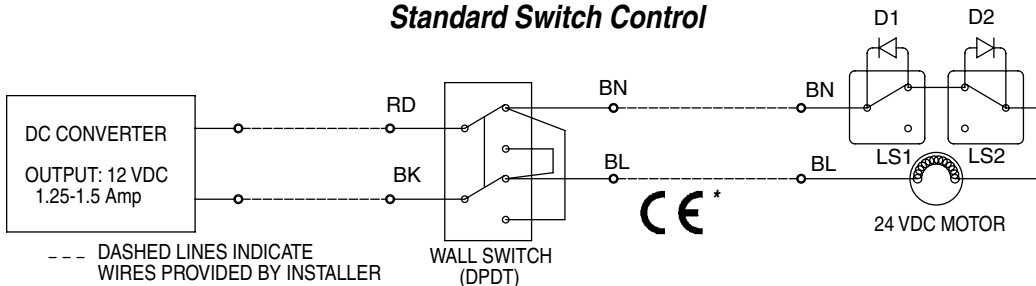 Standard Switch Control
D1 D2
RD
BN BN
DC CONVERTER
OUTPUT: 12 VDC
1.25-1.5 Amp
BK
BL BL
LS1 LS2
CE*
24 VDC MOTOR
--- DASHED LINES INDICATE
WIRES PROVIDED BY INSTALLER
WALL SWITCH
(DPDT)